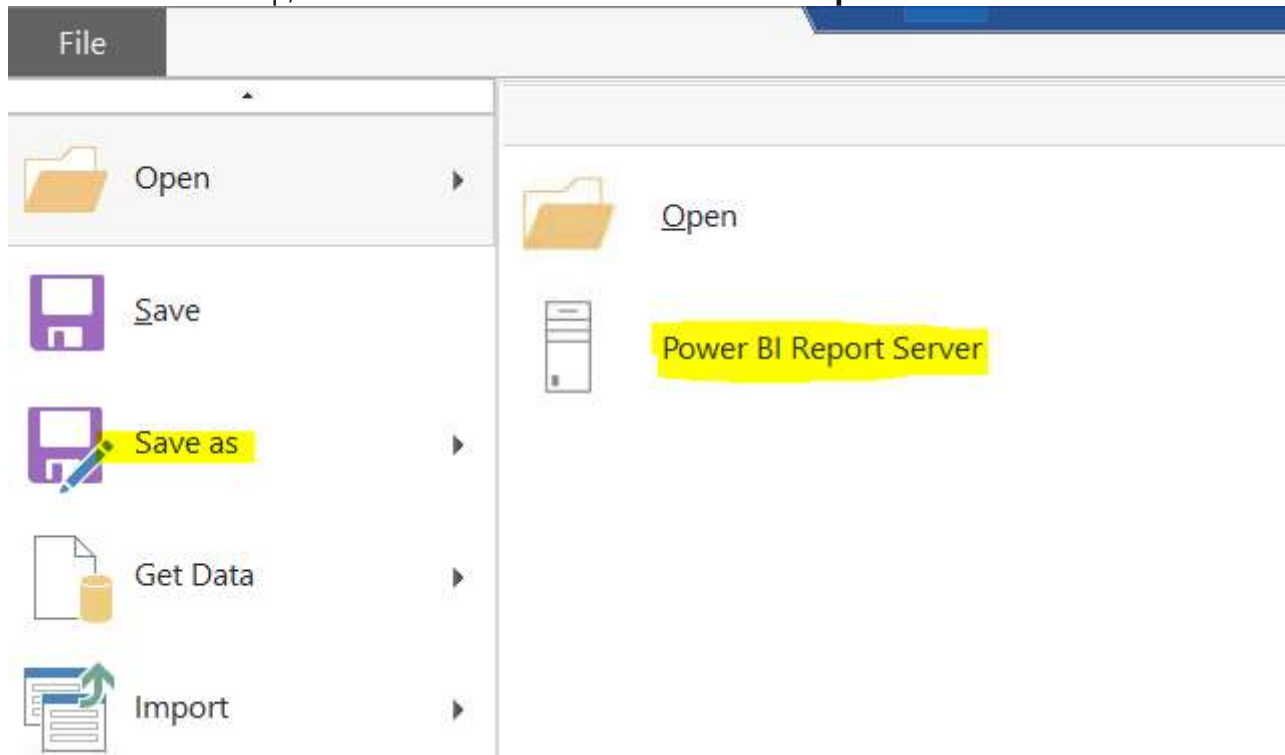 File
Open
Save
Save as
Get Data
Import
Open
Power BI Report Server